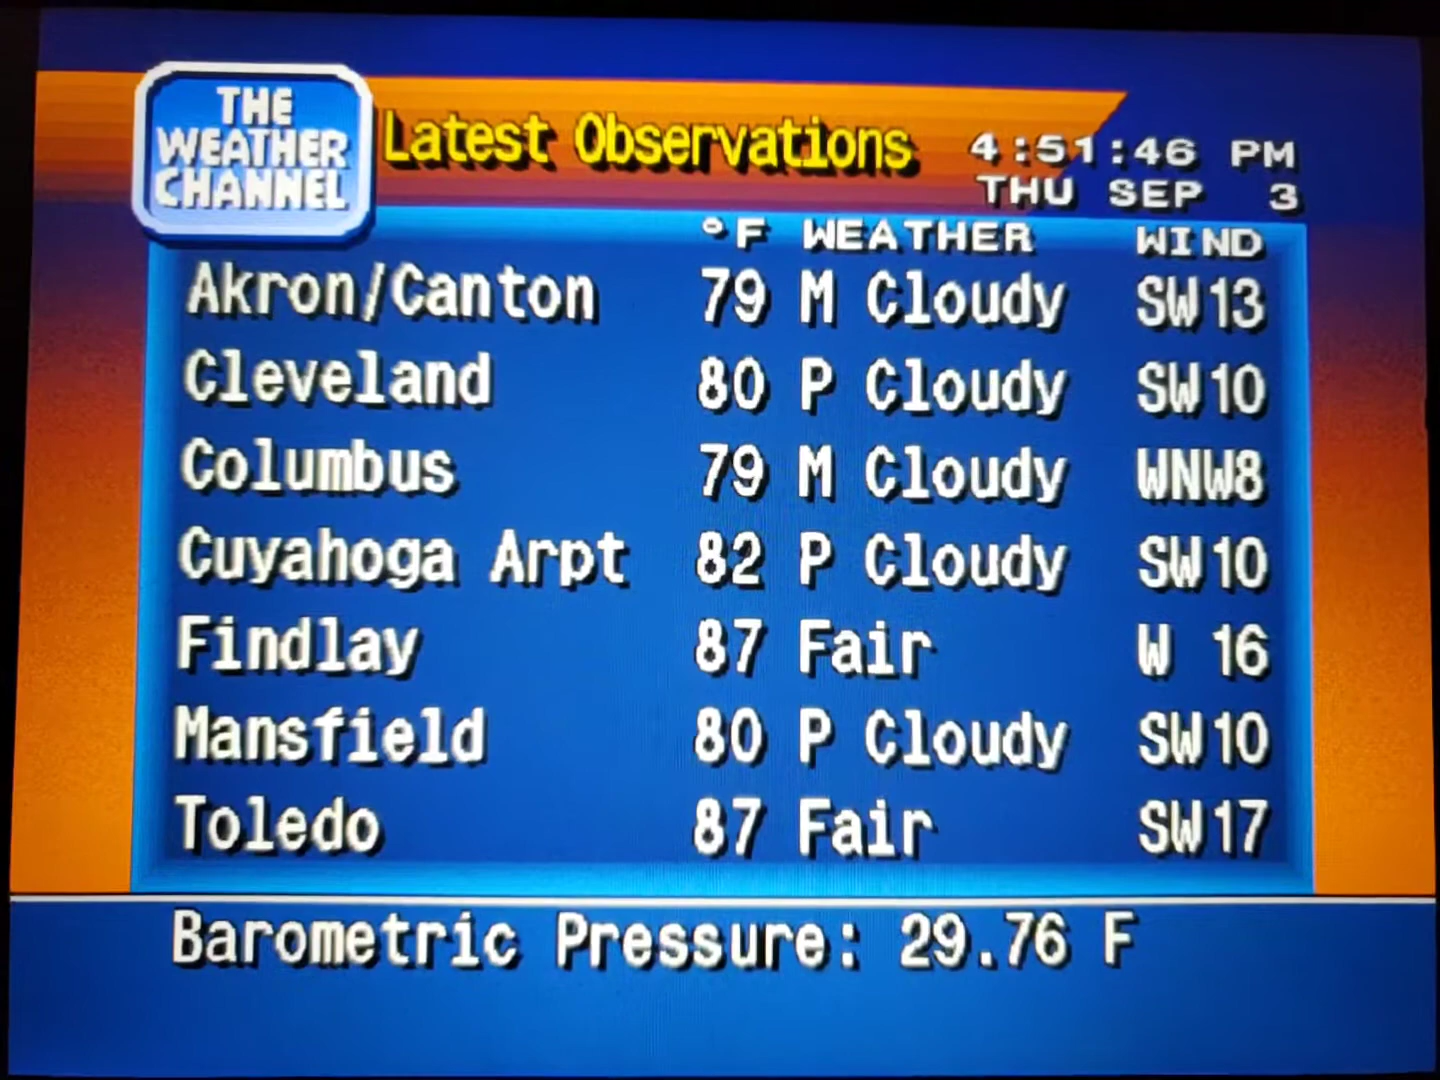 THE
WEATHER
CHANNEL
Latest Observations
4:51:46 PM
THU SEP 3
°F WEATHER WIND
Akron/Canton 79 M Cloudy SW13
Cleveland 80 P Cloudy SW10
Columbus 79 M Cloudy WNW8
Cuyahoga Arpt 82 P Cloudy SW10
Findlay 87 Fair W 16
Mansfield 80 P Cloudy SW10
Toledo 87 Fair SW17
Barometric Pressure: 29.76 F